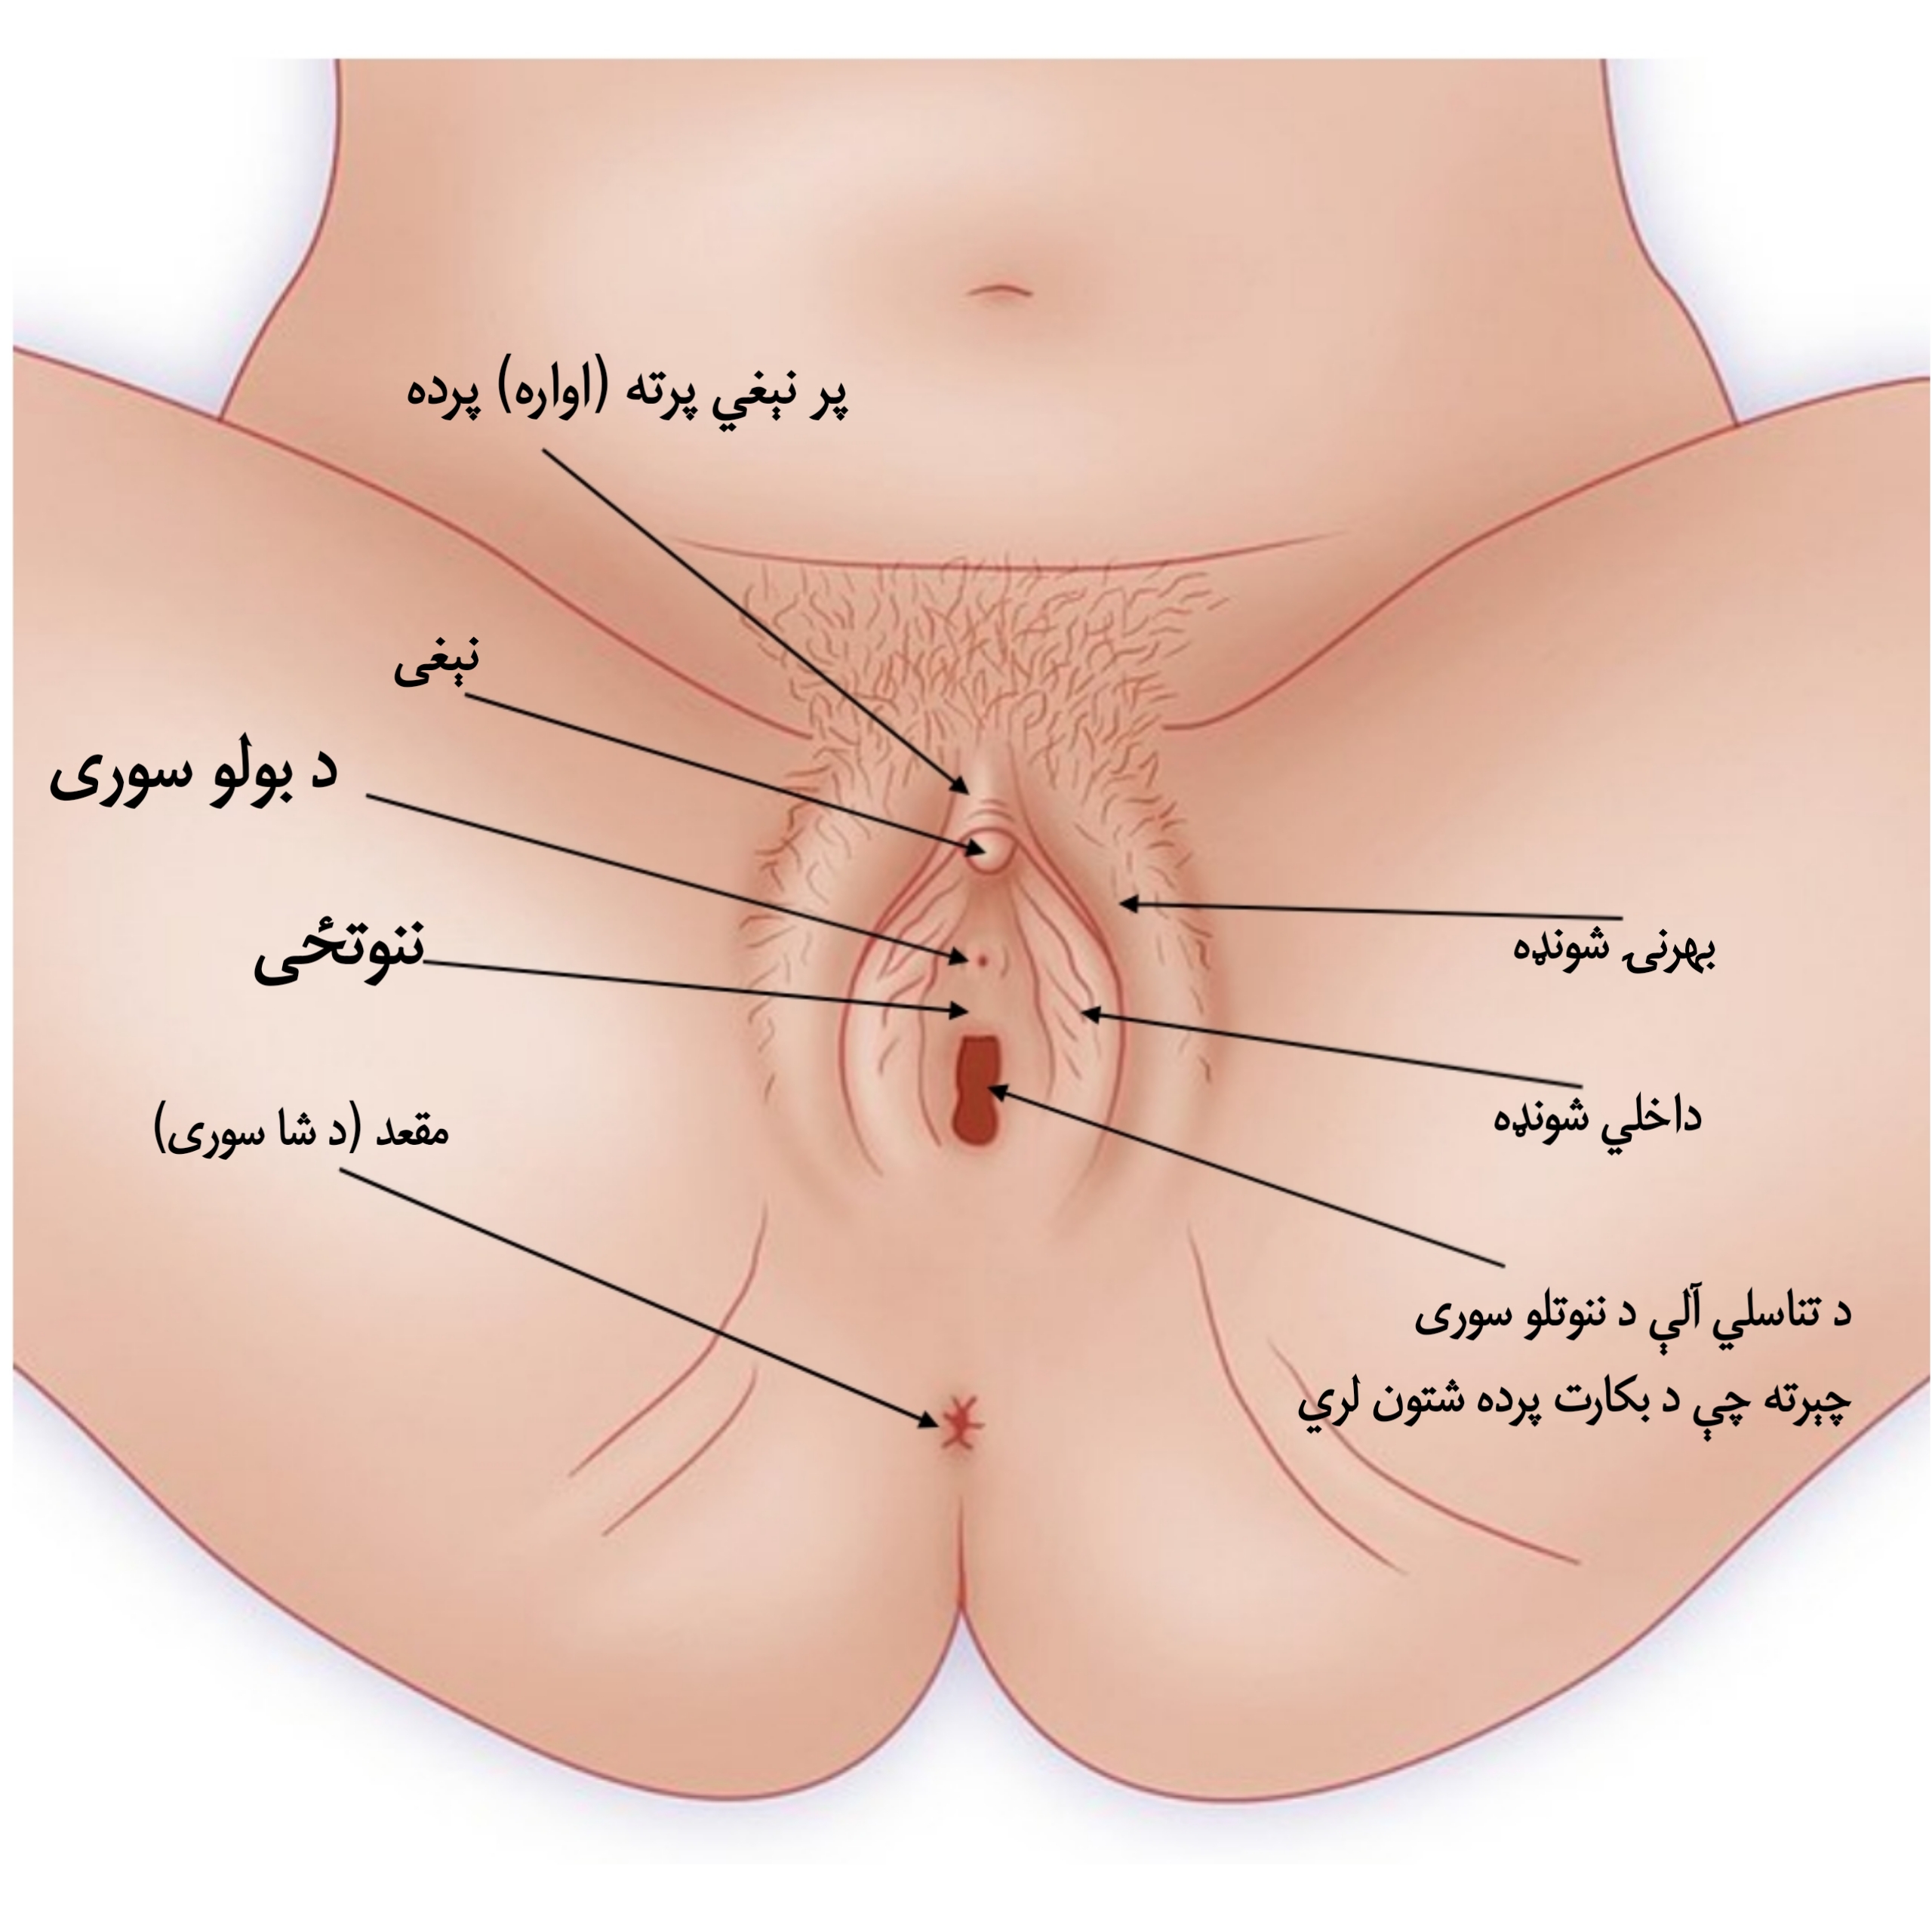 پر نېغي پرته (اواره) پرده
نېغی
د بولو سوری
ننوتځی
مقعد (د شا سوری)
بهرنۍ شونډه
داخلي شونډه
د تناسلي آلې د ننوتلو سوری
چېرته چې د بکارت پرده شتون لري